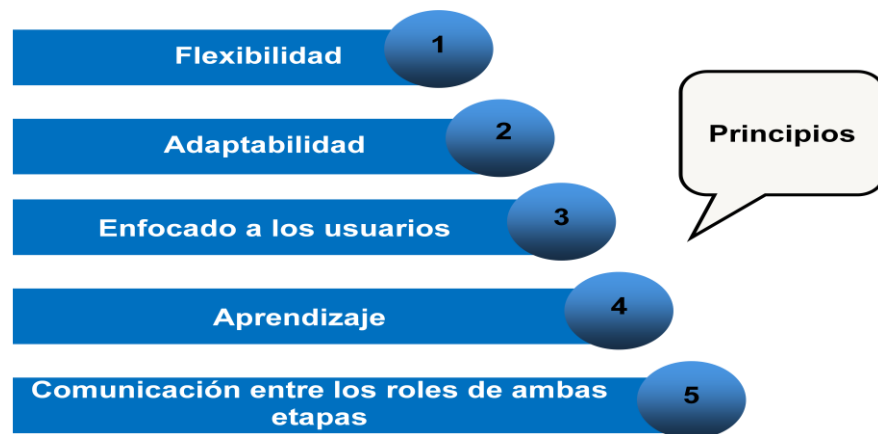 Flexibilidad
1
Adaptabilidad
2
Principios
Enfocado a los usuarios
3
Aprendizaje
4
Comunicación entre los roles de ambas
etapas
5